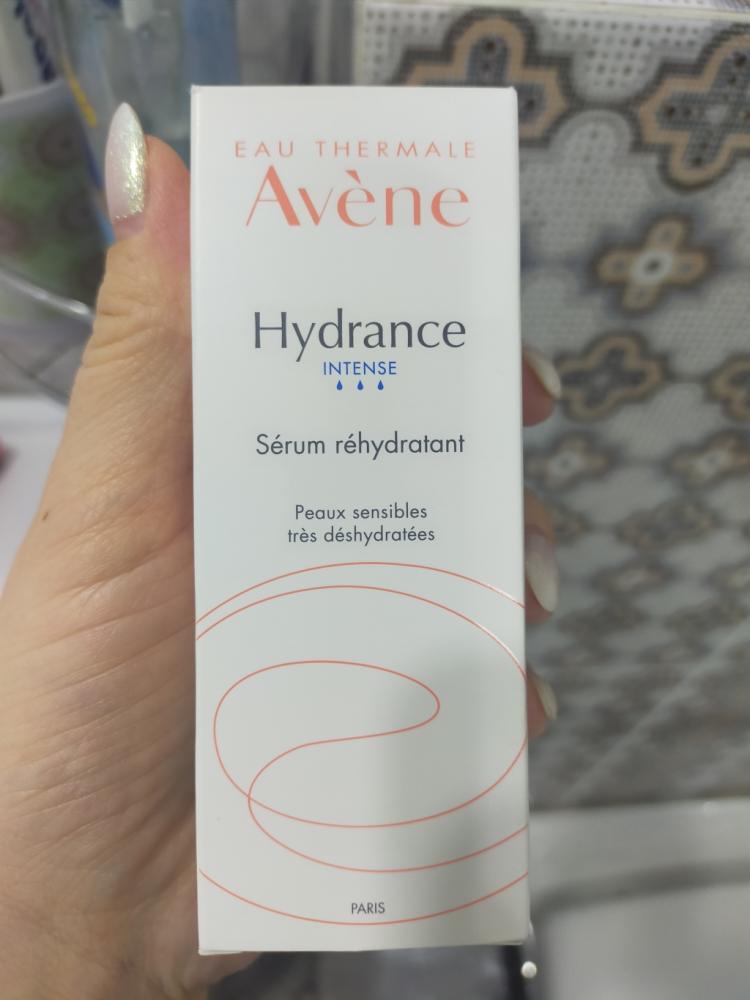 EAU THERMALE
Avène
Hydrance
INTENSE
Sérum réhydratant
Peaux sensibles
très déshydratées
PARIS